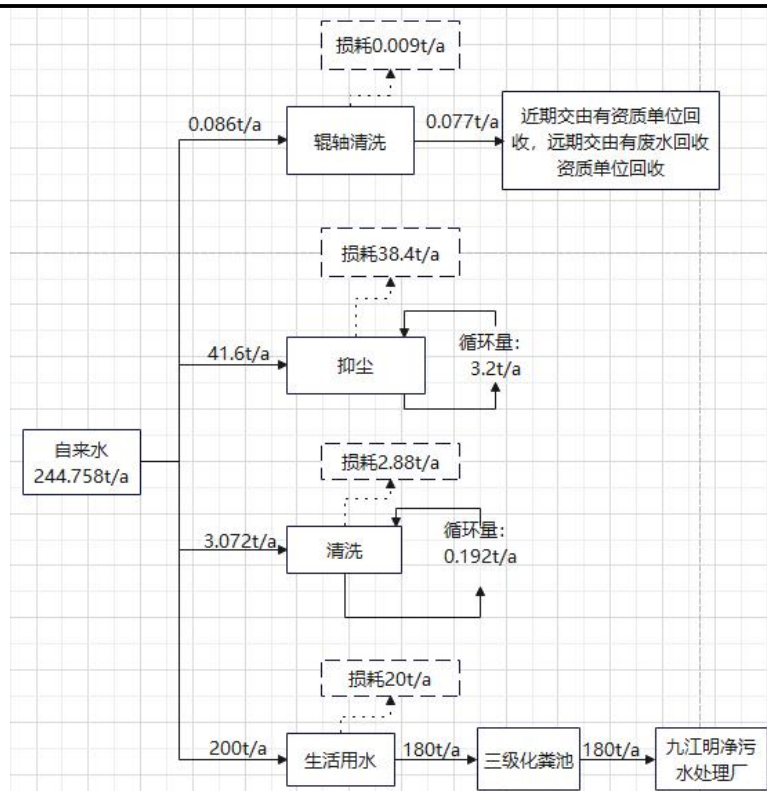 损耗0.009t/a
0.086t/a
辊轴清洗
0.077t/a
近期交由有资质单位回
收，远期交由有废水回收
资质单位回收
损耗38.4t/a
41.6t/a
抑尘
循环量：
3.2t/a
自来水
244.758t/a
损耗2.88t/a
3.072t/a
清洗
循环量：
0.192t/a
损耗20t/a
200t/a
生活用水
180t/a
三级化粪池
180t/a
九江明净污
水处理厂